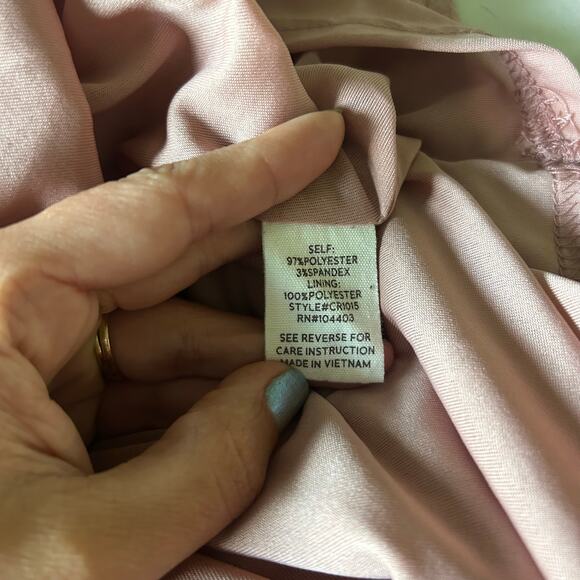 SELF:
97%POLYESTER
3%SPANDEX
LINING:
100%POLYESTER
STYLE#CR1015
RN#104403
SEE REVERSE FOR
CARE INSTRUCTION
MADE IN VIETNAM